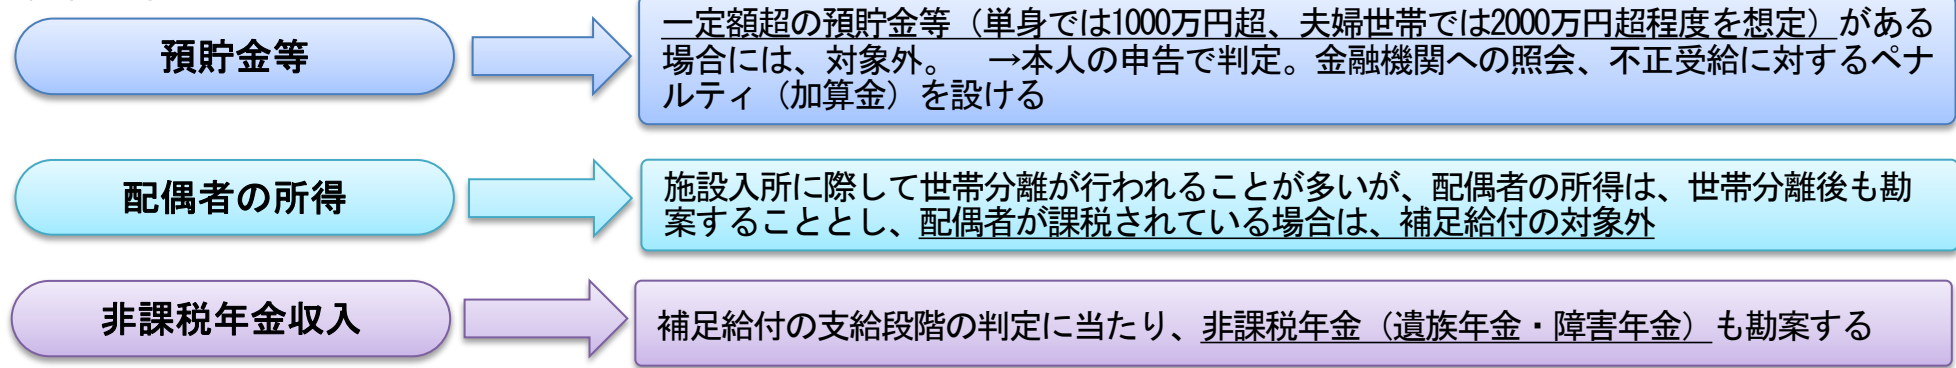 預貯金等
一定額超の預貯金等（単身では1000万円超、夫婦世帯では2000万円超程度を想定）がある
場合には、対象外。　→本人の申告で判定。金融機関への照会、不正受給に対するペナ
ルティ（加算金）を設ける
配偶者の所得
施設入所に際して世帯分離が行われることが多いが、配偶者の所得は、世帯分離後も勘
案することとし、配偶者が課税されている場合は、補足給付の対象外
非課税年金収入
補足給付の支給段階の判定に当たり、非課税年金（遺族年金・障害年金）も勘案する